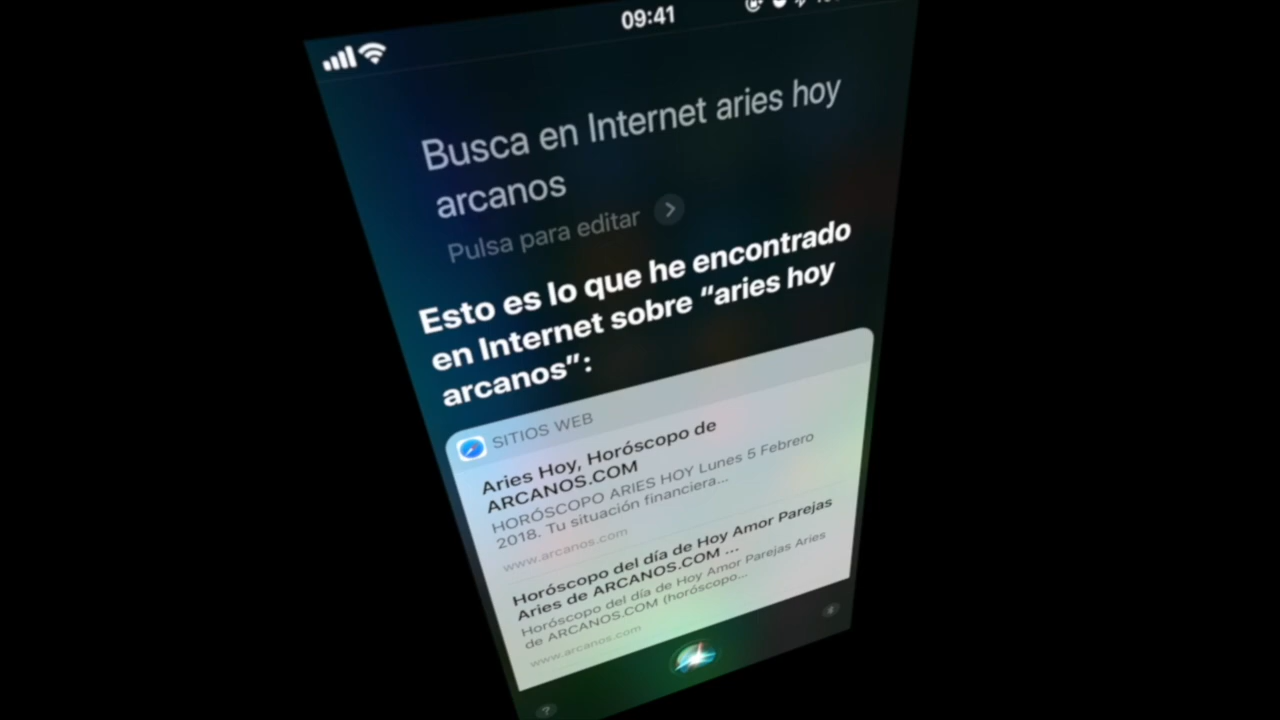 09:41
Busca en Internet aries hoy
arcanos
Pulsa para editar
Esto es lo que he encontrado
en Internet sobre “aries hoy
arcanos”:
SITIOS WEB
Aries Hoy, Horóscopo de
ARCANOS.COM
HORÓSCOPO ARIES HOY Lunes 5 Febrero
2018. Tu situación financiera...
www.arcanos.com
Horóscopo del día de Hoy Amor Parejas
Aries de ARCANOS.COM ...
Horóscopo del día de Hoy Amor Parejas Aries
de ARCANOS.COM (horóscopo...
www.arcanos.com
?